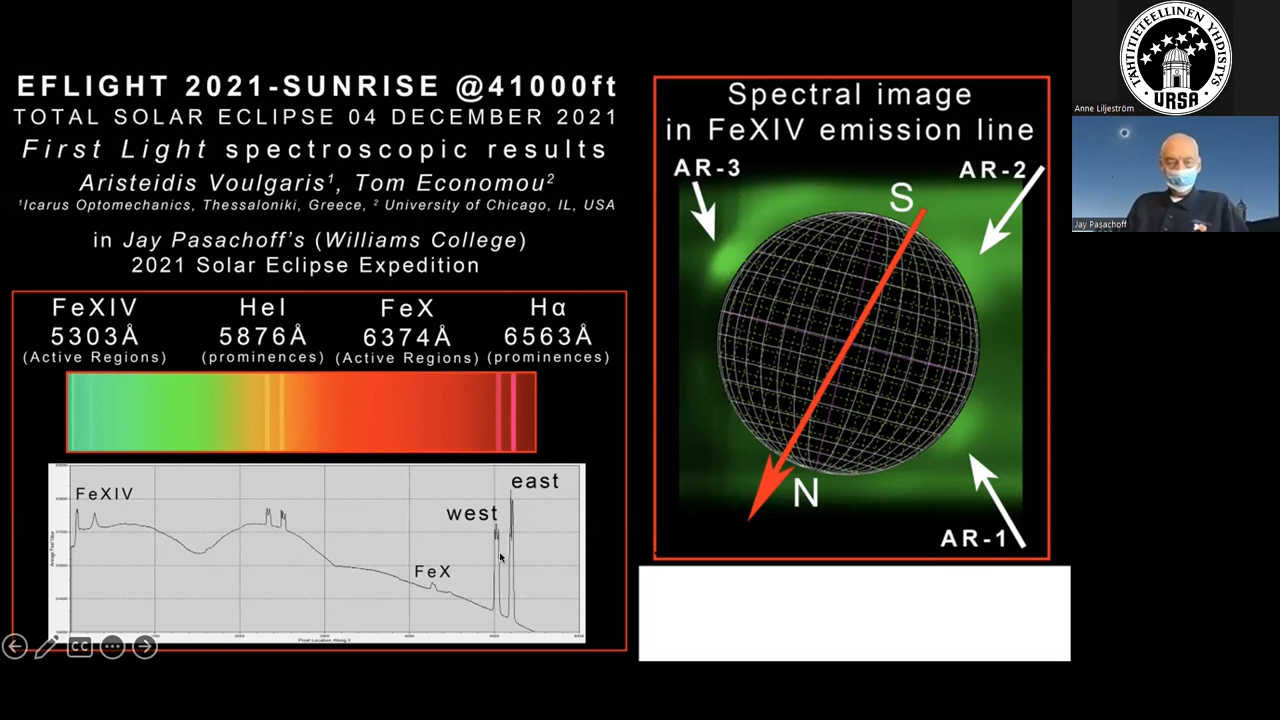 EFLIGHT 2021-SUNRISE @41000ft
TOTAL SOLAR ECLIPSE 04 DECEMBER 2021
First Light spectroscopic results
Aristeidis Voulgaris¹, Tom Economou²
¹Icarus Optomechanics, Thessaloniki, Greece, ² University of Chicago, IL, USA
in Jay Pasachoff's (Williams College)
2021 Solar Eclipse Expedition
FeXIV HeI FeX Hα
5303Å 5876Å 6374Å 6563Å
(Active Regions) (prominences) (Active Regions) (prominences)
FeXIV
east
west
FeX
Pixel Location Along X
CC
Spectral image
in FeXIV emission line
AR-3
AR-2
S
N
AR-1
TÄHTITIETEELLINEN YHDISTYS
URSA
Anne Liljeström
Jay Pasachoff